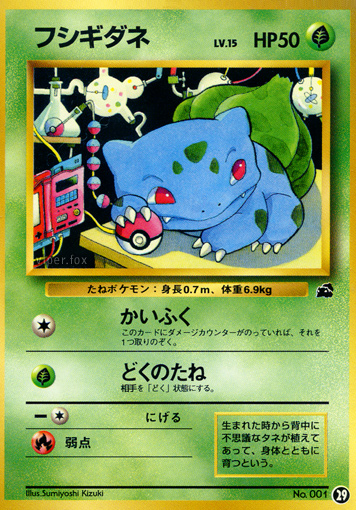 フシギダネ LV.15 HP50
viper.fox
たねポケモン：身長0.7m、体重6.9kg
かいふく
このカードにダメージカウンターがのっていれば、それを
1つ取りのぞく。
どくのたね
相手を「どく」状態にする。
ー にげる
弱点
生まれた時から背中に
不思議なタネが植えて
あって、身体とともに
育つという。
Illus.Sumiyoshi Kizuki No.001 29